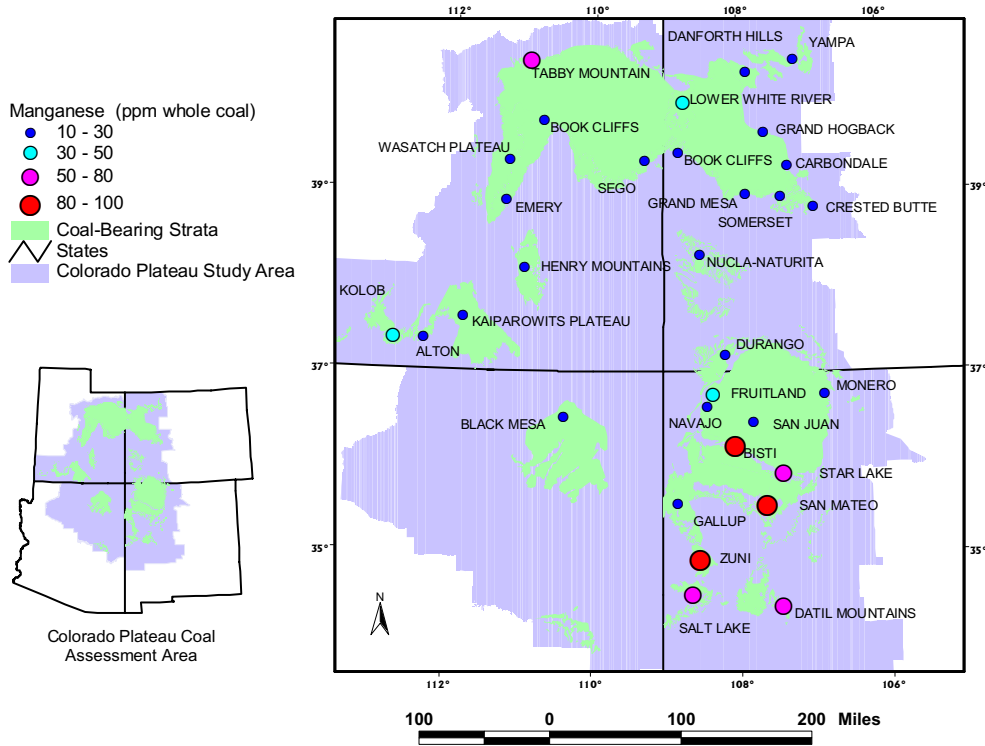 112°
110°
108°
106°
DANFORTH HILLS
YAMPA
TABBY MOUNTAIN
LOWER WHITE RIVER
Manganese (ppm whole coal)
10 - 30
30 - 50
50 - 80
80 - 100
Coal-Bearing Strata
States
Colorado Plateau Study Area
BOOK CLIFFS
GRAND HOGBACK
WASATCH PLATEAU
BOOK CLIFFS
CARBONDALE
39°
SEGO
39°
EMERY
GRAND MESA
CRESTED BUTTE
SOMERSET
HENRY MOUNTAINS
NUCLA-NATURITA
KOLOB
KAIPAROWITS PLATEAU
ALTON
DURANGO
37°
37°
FRUITLAND
MONERO
BLACK MESA
NAVAJO
SAN JUAN
BISTI
STAR LAKE
SAN MATEO
GALLUP
35°
35°
ZUNI
N
DATIL MOUNTAINS
SALT LAKE
Colorado Plateau Coal
Assessment Area
112°
110°
108°
106°
100
0
100
200 Miles